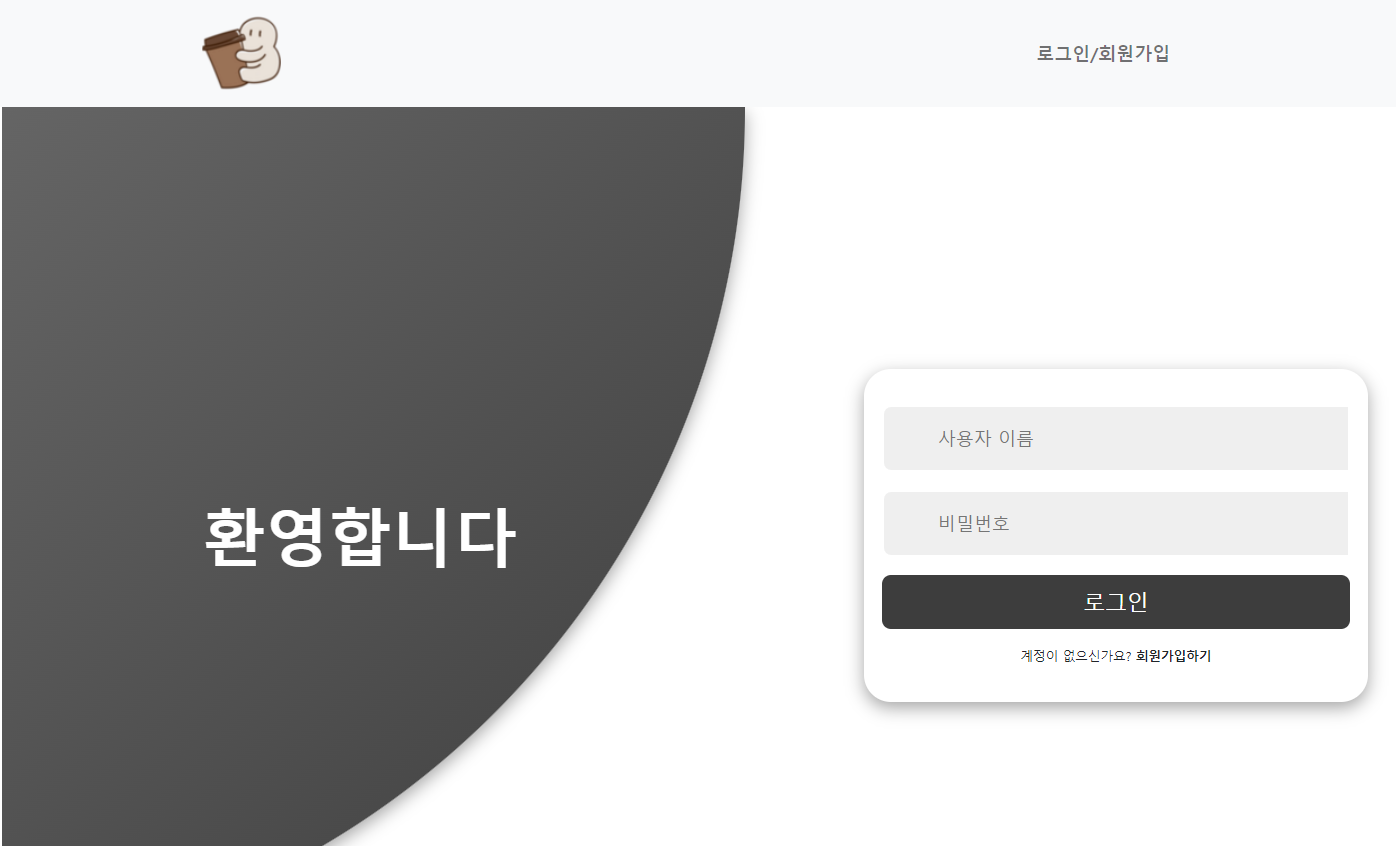 로그인/회원가입
환영합니다
사용자 이름
비밀번호
로그인
계정이 없으신가요? 회원가입하기